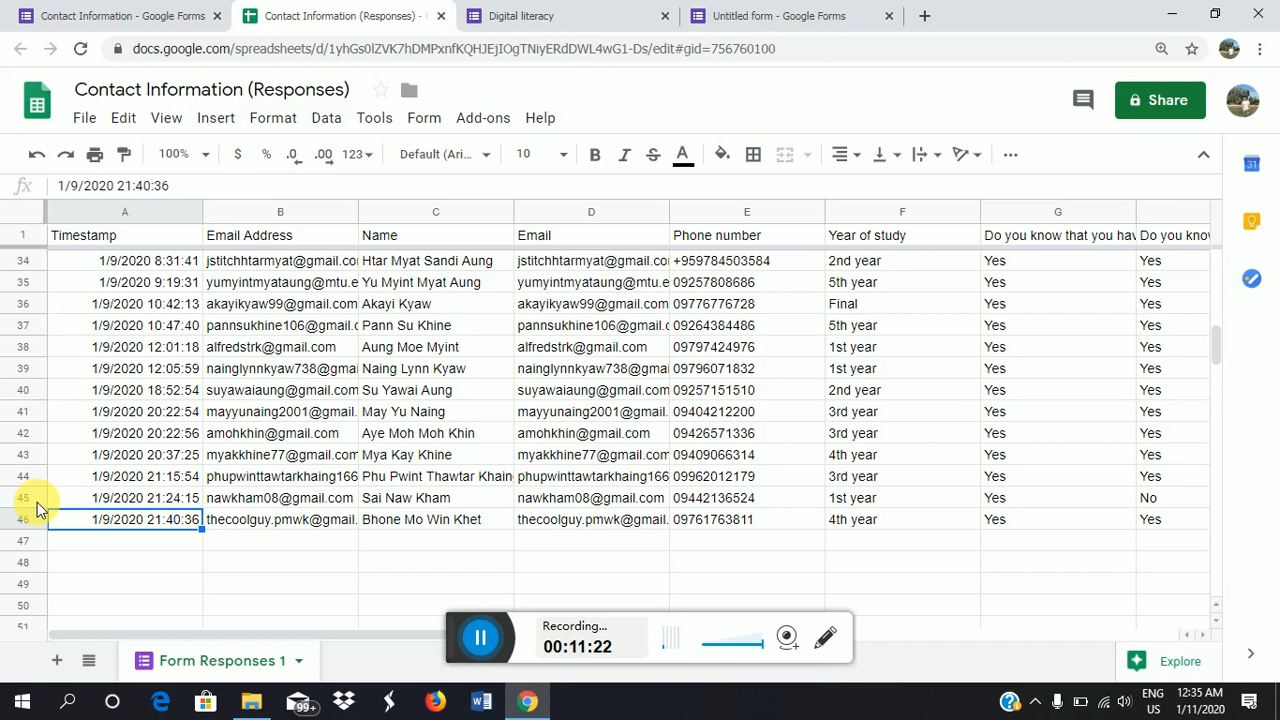 Contact Information - Google Forms
Contact Information (Responses) - G
Digital literacy
Untitled form - Google Forms
Contact Information (Responses)
File Edit View Insert Format Data Tools Form Add-ons Help
Share
100% $ % .0 .00 123 Default (Ari... 10 B I S A
fx 1/9/2020 21:40:36
31
A B C D E F G
1 Timestamp Email Address Name Email Phone number Year of study Do you know that you hav Do you know
34 1/9/2020 8:31:41 jstitchhtarmyat@gmail.co Htar Myat Sandi Aung jstitchhtarmyat@gmail.co +959784503584 2nd year Yes Yes
35 1/9/2020 9:19:31 yumyintmyataung@mtu.e Yu Myint Myat Aung yumyintmyataung@mtu.e 09257808686 5th year Yes Yes
36 1/9/2020 10:42:13 akayikyaw99@gmail.com Akayi Kyaw akayikyaw99@gmail.com 09776776728 Final Yes Yes
37 1/9/2020 10:47:40 pannsukhine106@gmail.c Pann Su Khine pannsukhine106@gmail.c 09264384486 5th year Yes Yes
38 1/9/2020 12:01:18 alfredstrk@gmail.com Aung Moe Myint alfredstrk@gmail.com 09797424976 1st year Yes Yes
39 1/9/2020 12:05:59 nainglynnkyaw738@gma Naing Lynn Kyaw nainglynnkyaw738@gma 09796071832 1st year Yes Yes
40 1/9/2020 18:52:54 suyawaiaung@gmail.com Su Yawai Aung suyawaiaung@gmail.com 09257151510 2nd year Yes Yes
41 1/9/2020 20:22:54 mayyunaing2001@gmail. May Yu Naing mayyunaing2001@gmail. 09404212200 3rd year Yes Yes
42 1/9/2020 20:22:56 amohkhin@gmail.com Aye Moh Moh Khin amohkhin@gmail.com 09426571336 3rd year Yes Yes
43 1/9/2020 20:37:25 myakkhine77@gmail.com Mya Kay Khine myakkhine77@gmail.com 09409066314 4th year Yes Yes
44 1/9/2020 21:15:54 phupwinttawtarkhaing166 Phu Pwint Thawtar Khaing phupwinttawtarkhaing166 09962012179 3rd year Yes Yes
45 1/9/2020 21:24:15 nawkham08@gmail.com Sai Naw Kham nawkham08@gmail.com 09442136524 1st year Yes No
46 1/9/2020 21:40:36 thecoolguy.pmwk@gmail. Bhone Mo Win Khet thecoolguy.pmwk@gmail. 09761763811 4th year Yes Yes
47
48
49
50
51
Recording...
00:11:22
Form Responses 1
Explore
99+
ENG 12:35 AM
US 1/11/2020